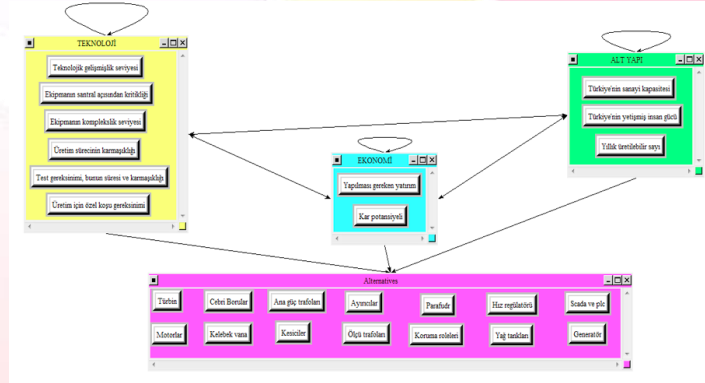 TEKNOLOJİ
Teknolojik gelişmişlik seviyesi
Ekipmanın santral açısından kritikliği
Ekipmanın komplekslik seviyesi
Üretim sürecinin karmaşıklığı
Test gereksinimi, bunun süresi ve karmaşıklığı
Üretim için özel koşu gereksinimi
ALT YAPI
Türkiye'nin sanayi kapasitesi
Türkiye'nin yetişmiş insan gücü
Yıllık üretilebilir sayı
EKONOMİ
Yapılması gereken yatırım
Kar potansiyeli
Alternatives
Türbin
Cebri Borular
Ana güç trafoları
Ayırıcılar
Parafudr
Hız regülatörü
Scada ve plc
Motorlar
Kelebek vana
Kesiciler
Ölçü trafoları
Koruma roleleri
Yağ tankları
Generatör